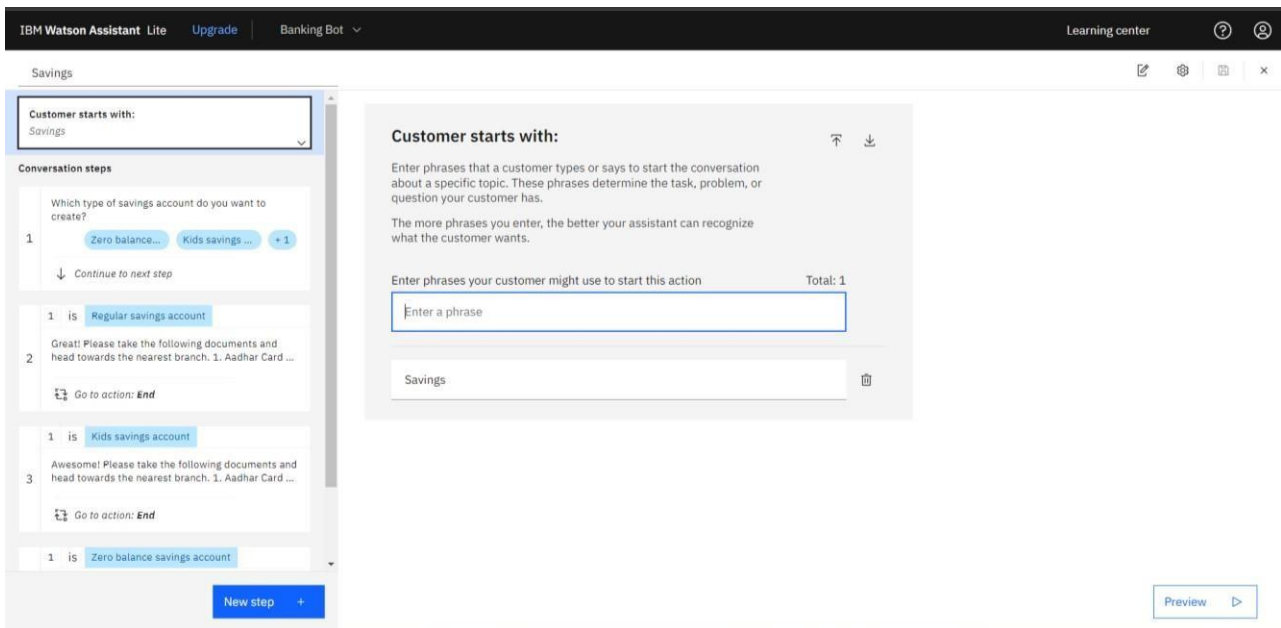 IBM Watson Assistant Lite Upgrade Banking Bot Learning center
Savings
Customer starts with:
Savings
Conversation steps
1
Which type of savings account do you want to
create?
Zero balance... Kids savings ... + 1
Continue to next step
2
1 is Regular savings account
Great! Please take the following documents and
head towards the nearest branch. 1. Aadhar Card ...
Go to action: End
3
1 is Kids savings account
Awesome! Please take the following documents and
head towards the nearest branch. 1. Aadhar Card ...
Go to action: End
1 is Zero balance savings account
New step +
Customer starts with:
Enter phrases that a customer types or says to start the conversation
about a specific topic. These phrases determine the task, problem, or
question your customer has.
The more phrases you enter, the better your assistant can recognize
what the customer wants.
Enter phrases your customer might use to start this action Total: 1
Enter a phrase
Savings
Preview